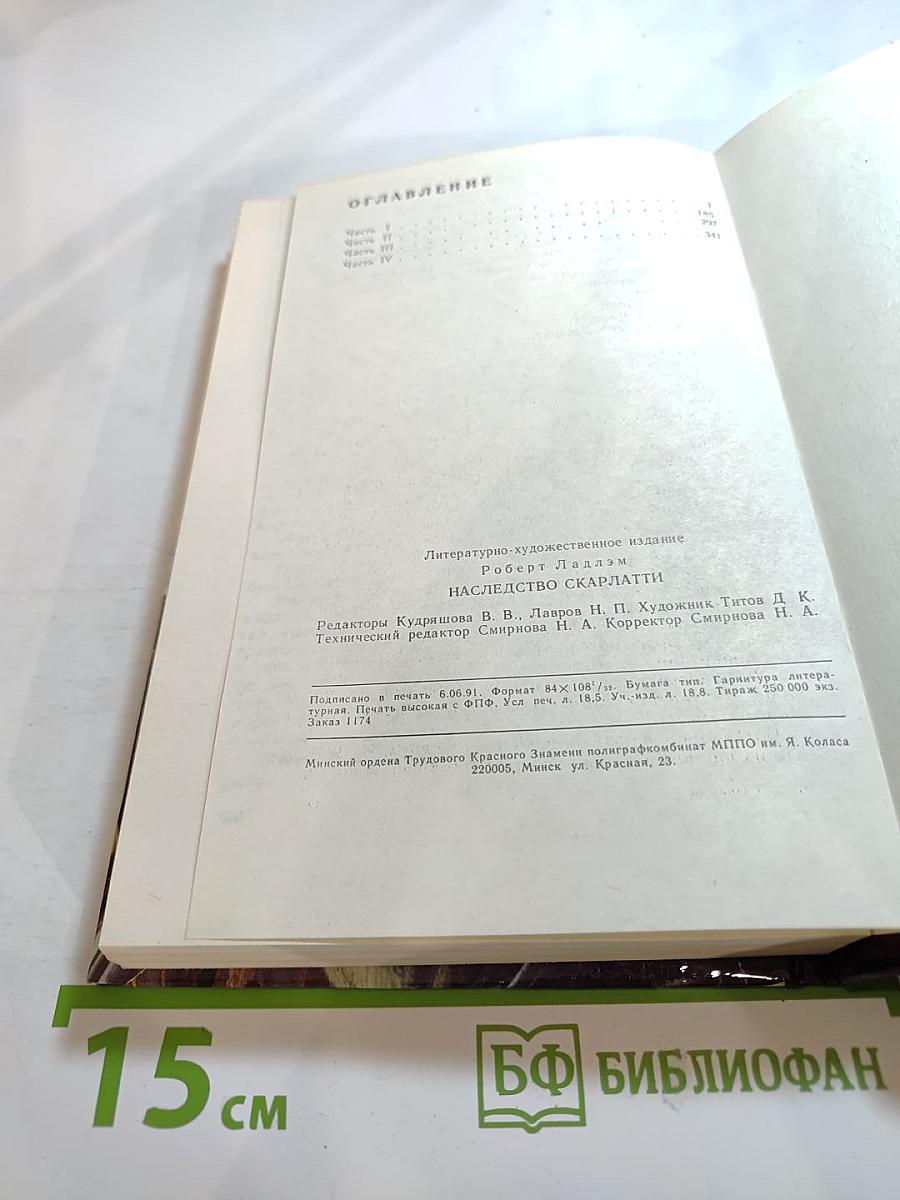 ОГЛАВЛЕНИЕ
Часть I
Часть II
Часть III
Часть IV 341
Литературно-художественное издание
Роберт Ладлэм
НАСЛЕДСТВО СКАРЛАТТИ
Редакторы Кудряшова В. В., Лавров Н. П. Художник Титов Д. К.
Технический редактор Смирнова Н. А. Корректор Смирнова Н. А.
Подписано в печать 6.06.91. Формат 84×108¹/₃₂. Бумага тип. Гарнитура литера-
турная. Печать высокая с ФПФ. Усл печ. л. 18,5. Уч.-изд. л. 18,8. Тираж 250 000 экз.
Заказ 1174
Минский ордена Трудового Красного Знамени полиграфкомбинат МППО им. Я. Коласа
220005, Минск ул. Красная, 23.
15 см
БФ БИБЛИОФАН